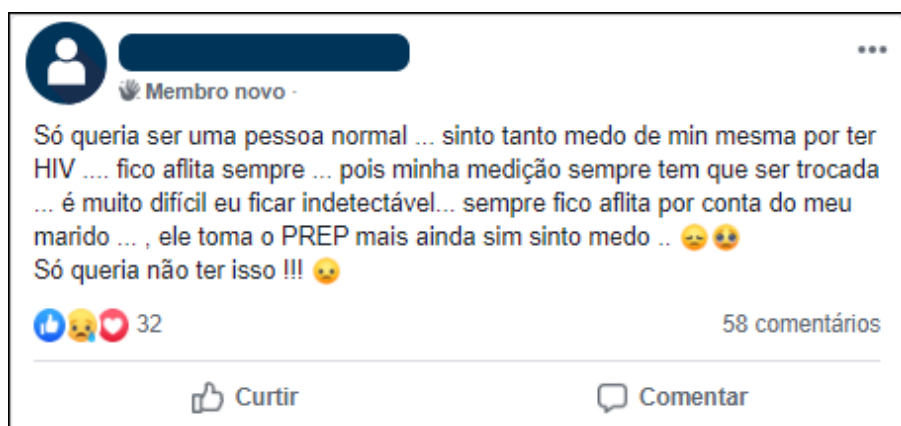 Membro novo ·
Só queria ser uma pessoa normal ... sinto tanto medo de min mesma por ter
HIV .... fico aflita sempre ... pois minha medição sempre tem que ser trocada
... é muito difícil eu ficar indetectável... sempre fico aflita por conta do meu
marido ... , ele toma o PREP mais ainda sim sinto medo .. 😞🥺
Só queria não ter isso !!! 😞
32
58 comentários
Curtir
Comentar